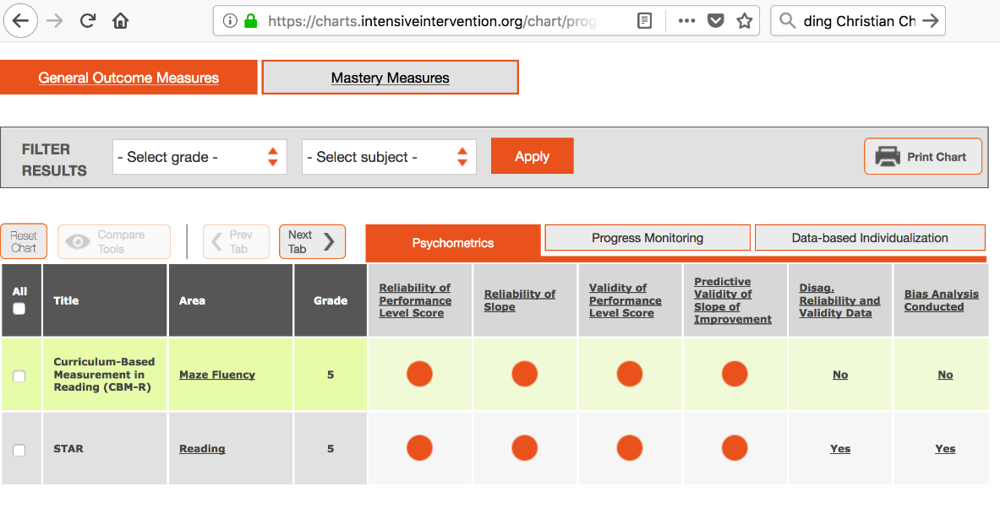 https://charts.intensiveintervention.org/chart/prog
ding Christian Ch
General Outcome Measures
Mastery Measures
FILTER
RESULTS
- Select grade -
- Select subject -
Apply
Print Chart
Reset
Chart
Compare
Tools
Prev
Tab
Next
Tab
Psychometrics
Progress Monitoring
Data-based Individualization
All
Title
Area
Grade
Reliability of
Performance
Level Score
Reliability of
Slope
Validity of
Performance
Level Score
Predictive
Validity of
Slope of
Improvement
Disag.
Reliability and
Validity Data
Bias Analysis
Conducted
Curriculum-Based
Measurement in
Reading (CBM-R)
Maze Fluency
5
No
No
STAR
Reading
5
Yes
Yes